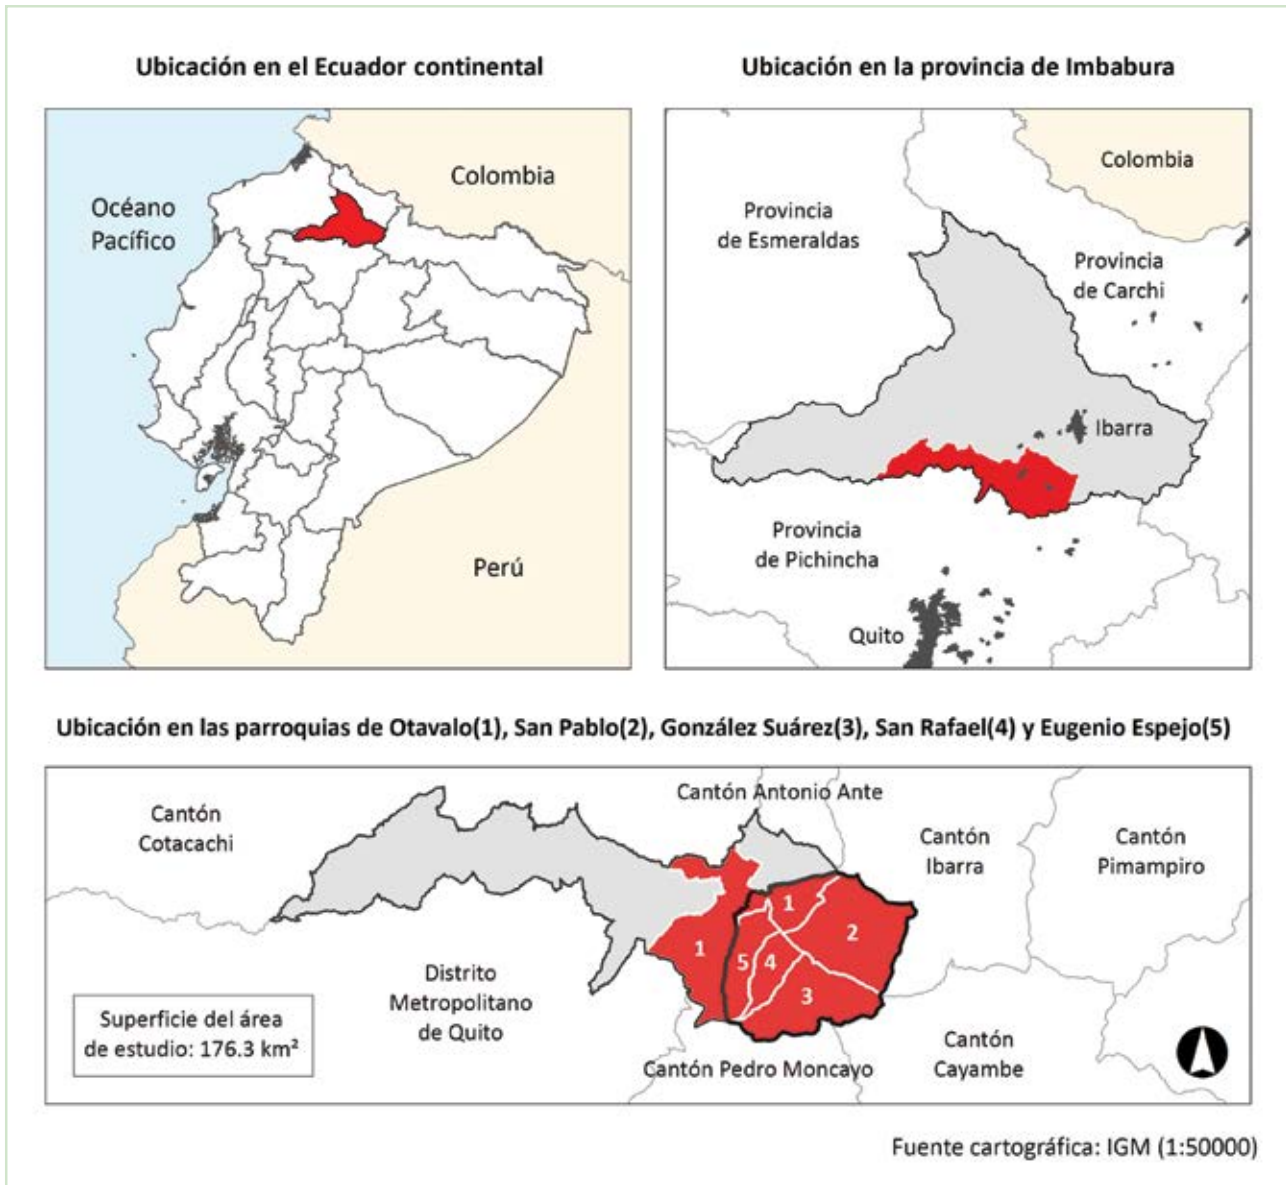 Ubicación en el Ecuador continental
Océano
Pacífico
Colombia
Perú
Ubicación en la provincia de Imbabura
Colombia
Provincia
de Esmeraldas
Provincia
de Carchi
Ibarra
Provincia
de Pichincha
Quito
Ubicación en las parroquias de Otavalo(1), San Pablo(2), González Suárez(3), San Rafael(4) y Eugenio Espejo(5)
Cantón
Cotacachi
Cantón Antonio Ante
Cantón
Ibarra
Cantón
Pimampiro
1
2
1
5
4
3
Distrito
Metropolitano
de Quito
Superficie del área
de estudio: 176.3 km²
Cantón Pedro Moncayo
Cantón
Cayambe
Fuente cartográfica: IGM (1:50000)